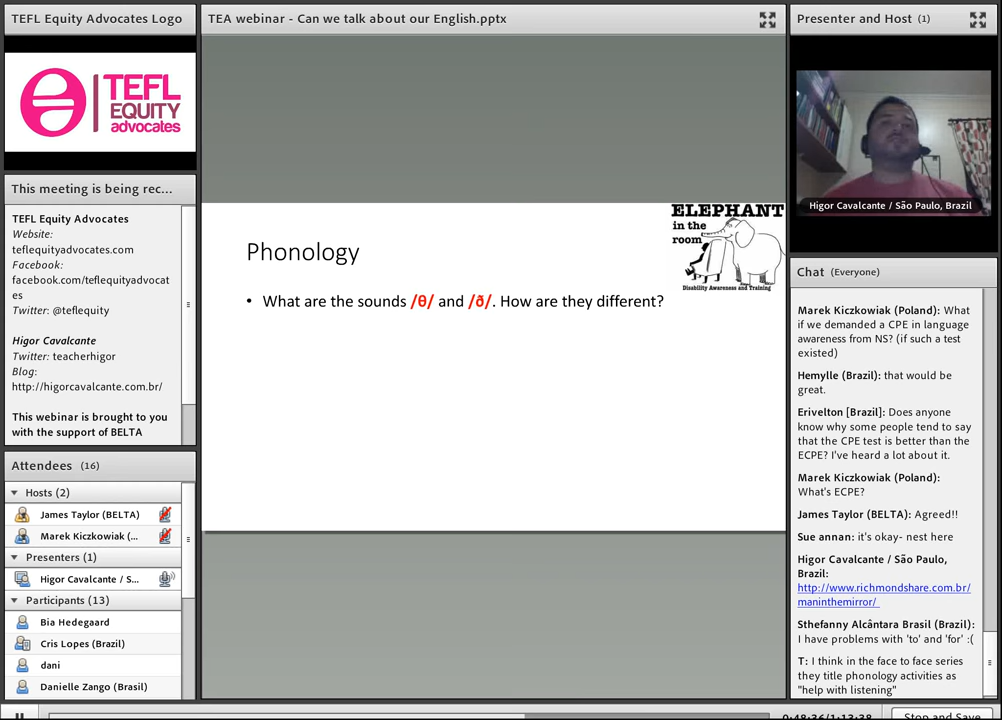 TEFL Equity Advocates Logo
TEFL
EQUITY
advocates
This meeting is being rec...
TEFL Equity Advocates
Website:
teflequityadvocates.com
Facebook:
facebook.com/teflequityadvocat
es
Twitter: @teflequity
Higor Cavalcante
Twitter: teacherhigor
Blog:
http://higorcavalcante.com.br/
This webinar is brought to you
with the support of BELTA
Attendees (16)
Hosts (2)
James Taylor (BELTA)
Marek Kiczkowiak (...
Presenters (1)
Higor Cavalcante / S...
Participants (13)
Bia Hedegaard
Cris Lopes (Brazil)
dani
Danielle Zango (Brasil)
TEA webinar - Can we talk about our English.pptx
ELEPHANT
in the
room
Disability Awareness and Training
Phonology
• What are the sounds /θ/ and /ð/. How are they different?
Presenter and Host (1)
Higor Cavalcante / São Paulo, Brazil
Chat (Everyone)
Marek Kiczkowiak (Poland): What
if we demanded a CPE in language
awareness from NS? (if such a test
existed)
Hemylle (Brazil): that would be
great.
Erivelton [Brazil]: Does anyone
know why some people tend to say
that the CPE test is better than the
ECPE? I've heard a lot about it.
Marek Kiczkowiak (Poland):
What's ECPE?
James Taylor (BELTA): Agreed!!
Sue annan: it's okay- nest here
Higor Cavalcante / São Paulo,
Brazil:
http://www.richmondshare.com.br/
maninthemirror/
Sthefanny Alcântara Brasil (Brazil):
I have problems with 'to' and 'for' :(
T: I think in the face to face series
they title phonology activities as
"help with listening"
0:48:36/1:13:38
Stop and Save